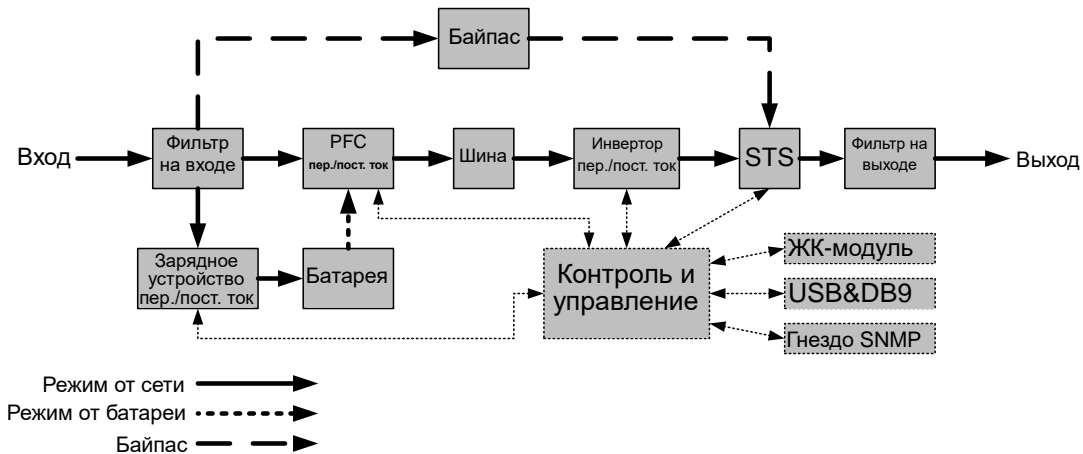 Байпас
Вход
Фильтр
на входе
PFC
пер./пост. ток
Шина
Инвертор
пер./пост. ток
STS
Фильтр на
выходе
Выход
Зарядное
устройство
пер./пост. ток
Батарея
Контроль и
управление
ЖК-модуль
USB&DB9
Гнездо SNMP
Режим от сети
Режим от батареи
Байпас